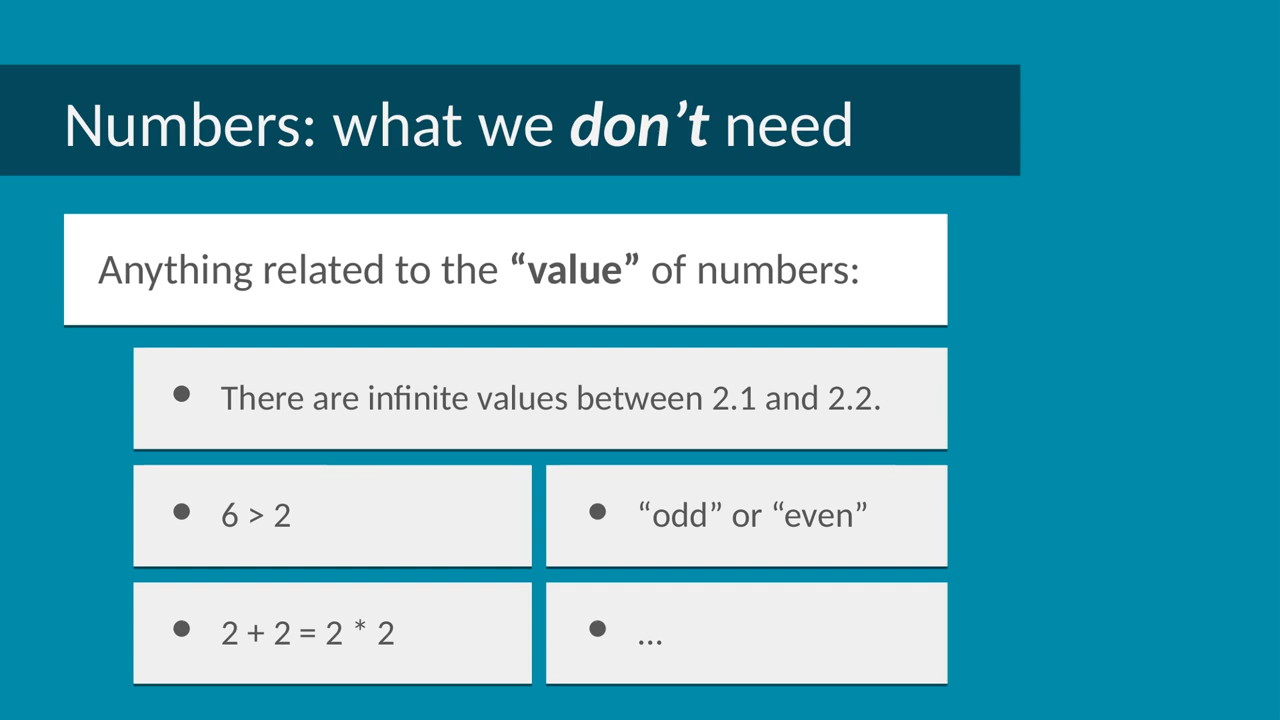 Numbers: what we don’t need
Anything related to the “value” of numbers:
● There are infinite values between 2.1 and 2.2.
● 6 > 2
● “odd” or “even”
● 2 + 2 = 2 * 2
● ...